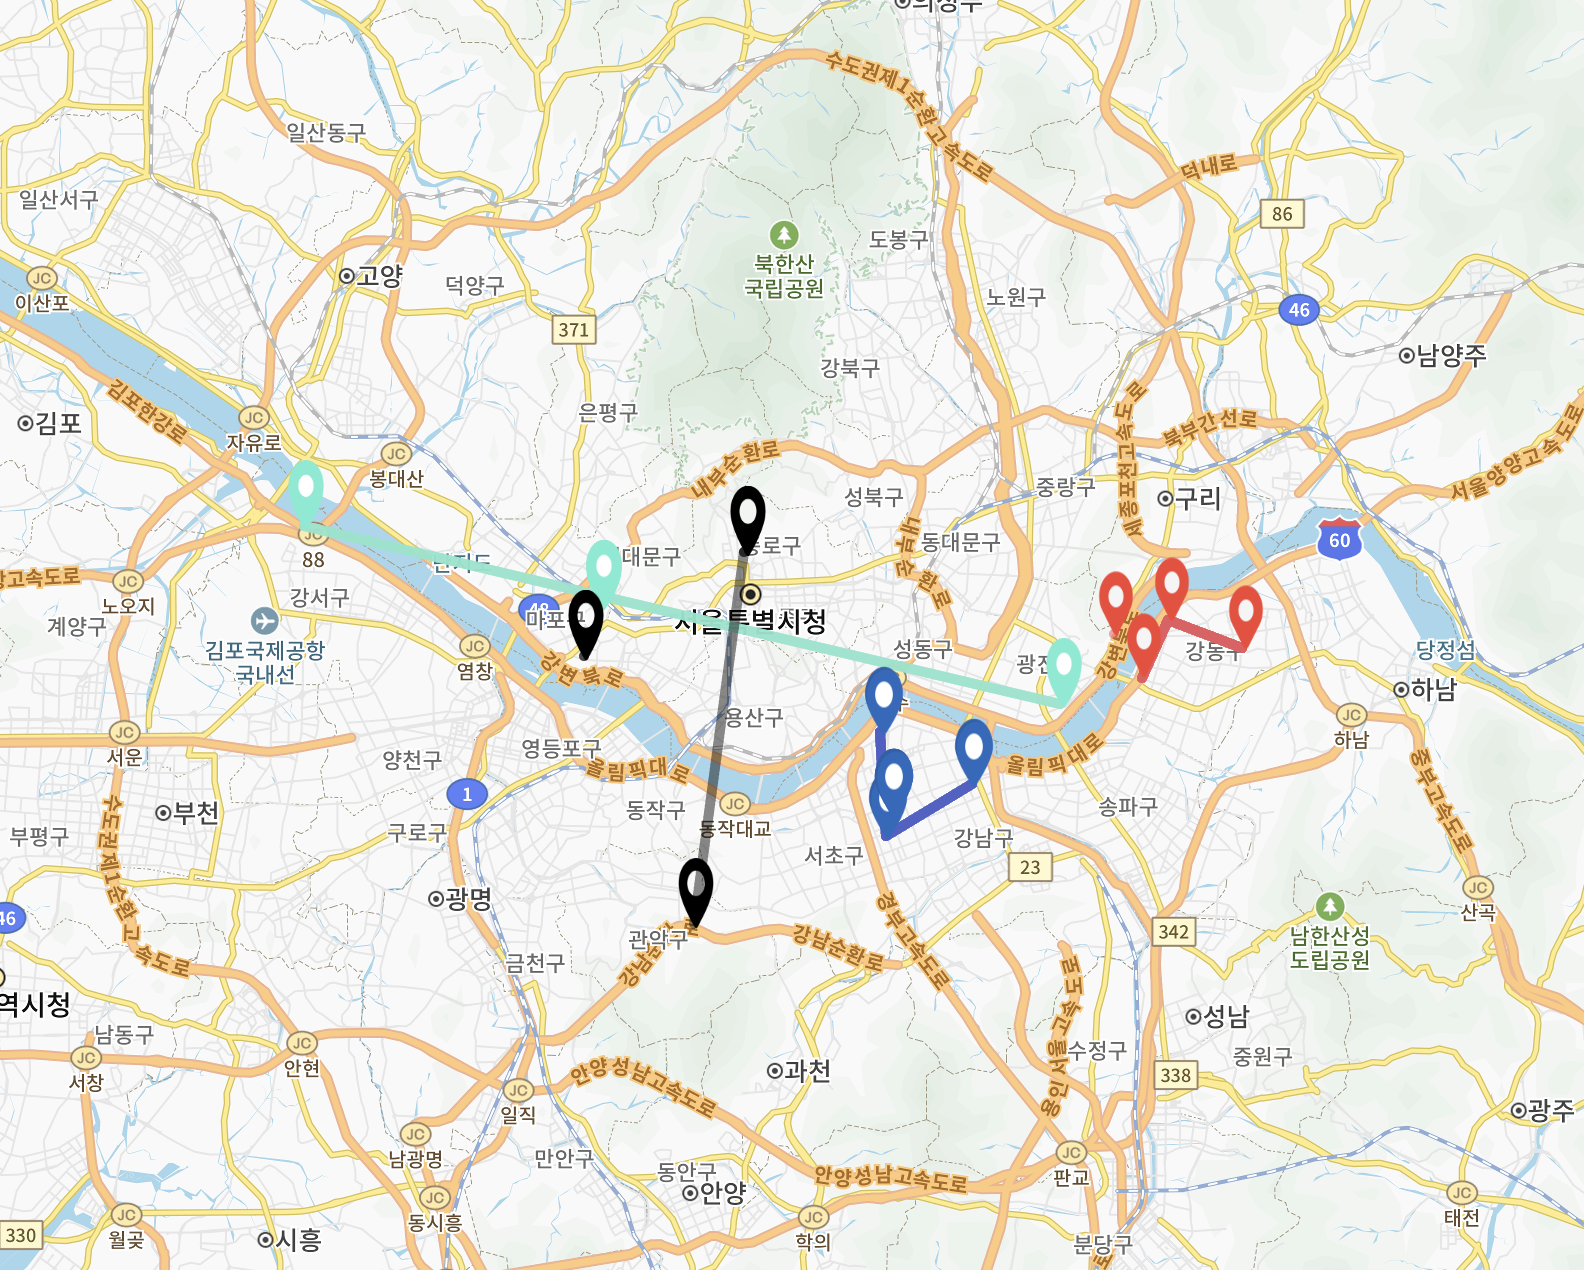 의정부
수도권제1순환고속도로
일산동구
덕내로
일산서구
86
도봉구
북한산
국립공원
JC
이산포
고양
덕양구
노원구
46
371
남양주
강북구
김포한강로
은평구
세종포천고속도로
북부간선로
김포
JC
자유로
JC
봉대산
내부순환로
서울양양고속도로
성북구
중랑구
구리
내부순환로
60
종로구
동대문구
대문구
JC
88
난지도
고속도로
JC
노오지
강서구
48
마포구
서울특별시청
계양구
김포국제공항
국내선
JC
염창
강변북로
성동구
광진
강변북로
강동구
당정섬
하남
JC
서운
용산구
JC
하남
양천구
영등포구
올림픽대로
올림픽대로
1
중부고속도로
부천
수도권제1순환고속도로
부평구
구로구
동작구
JC
동작대교
송파구
강남구
서초구
23
광명
46
JC
산곡
경부고속도로
342
남한산성
도립공원
관악구
강남순환로
강남
금천구
역시청
남동구
용인서울고속도로
성남
수정구
중원구
JC
서창
JC
안현
안양성남고속도로
과천
338
JC
일직
광주
JC
남광명
만안구
동안구
안양
안양성남고속도로
JC
판교
JC
동시흥
JC
월곶
330
시흥
JC
학의
분당구
JC
태전